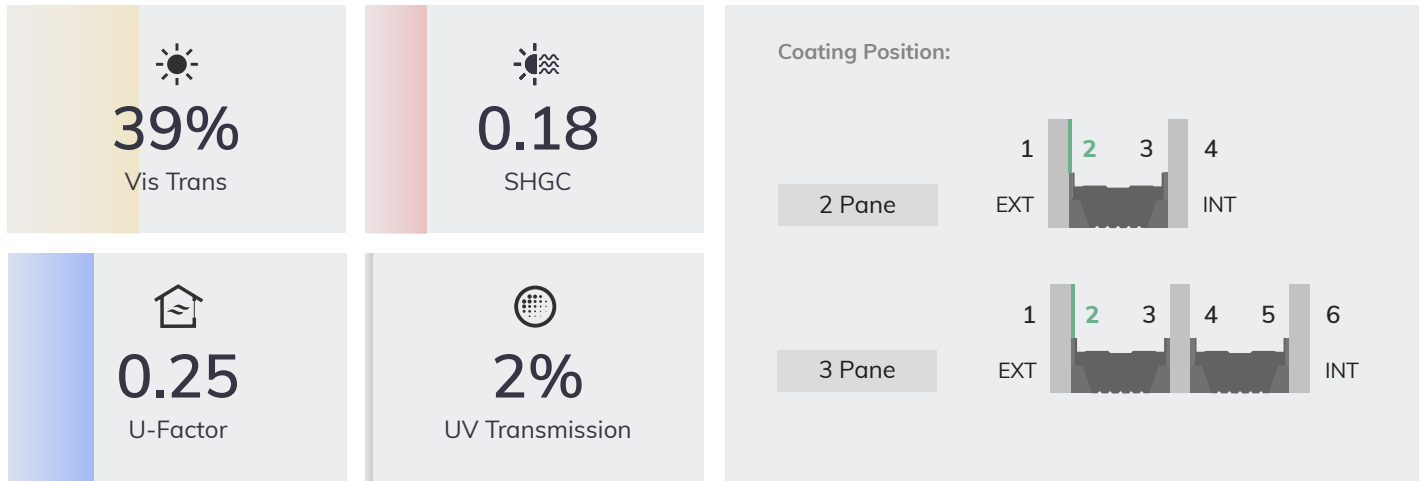 39%
Vis Trans
0.18
SHGC
0.25
U-Factor
2%
UV Transmission
Coating Position:
1 2 3 4
2 Pane
EXT INT
1 2 3 4 5 6
3 Pane
EXT INT